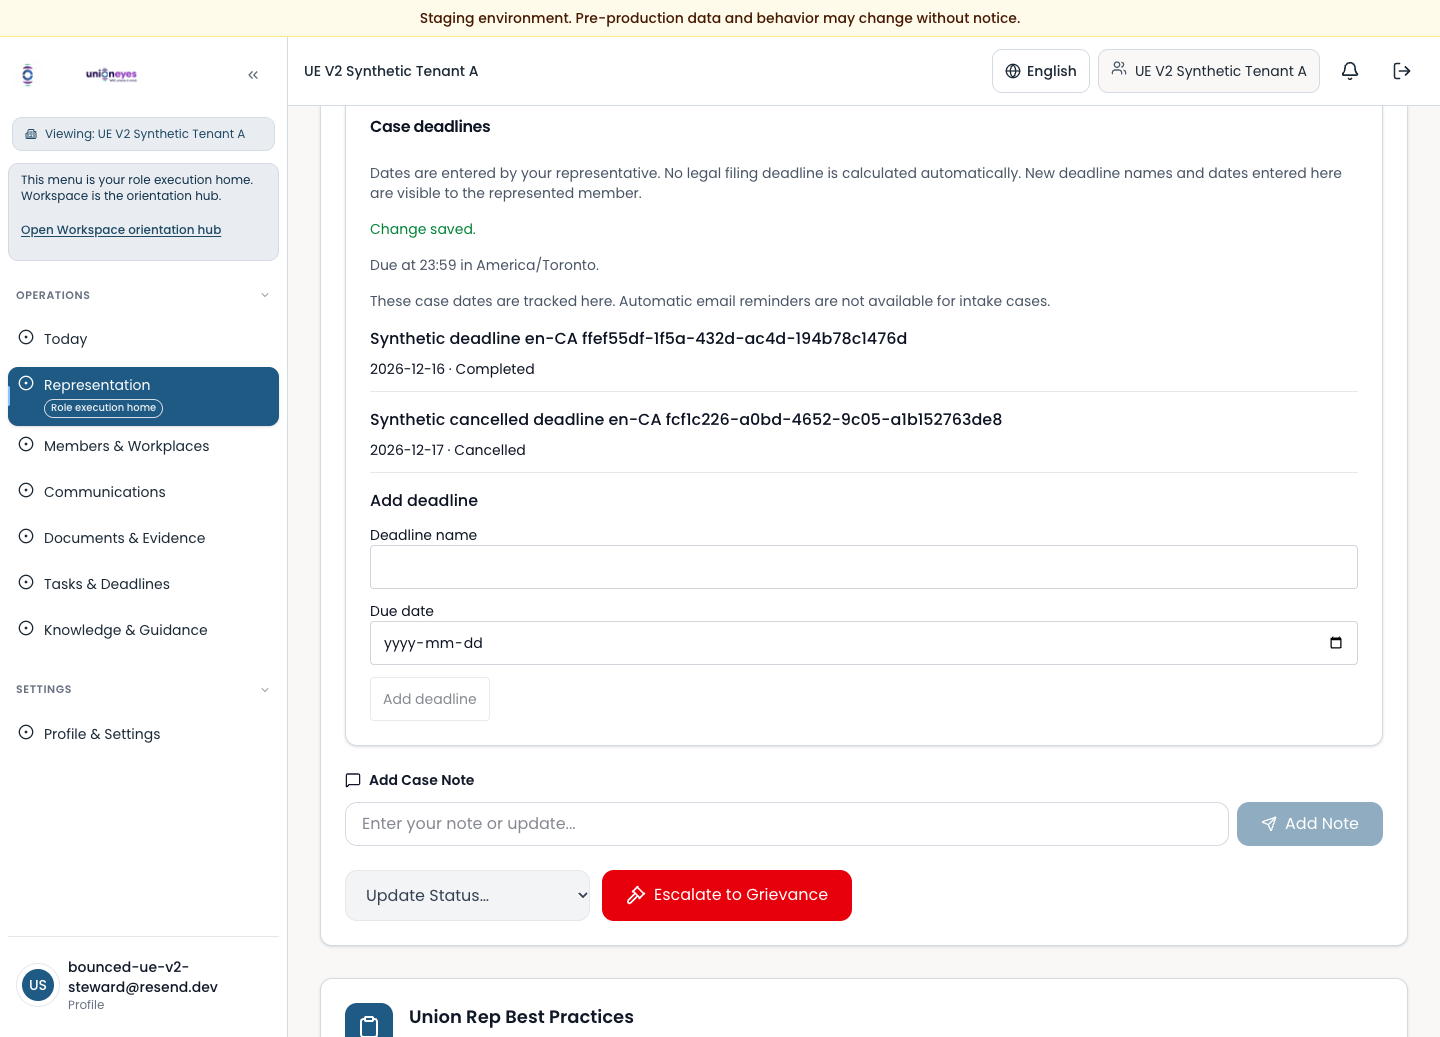 Staging environment. Pre-production data and behavior may change without notice.
unioneyes
UE V2 Synthetic Tenant A
English
UE V2 Synthetic Tenant A
Viewing: UE V2 Synthetic Tenant A
This menu is your role execution home.
Workspace is the orientation hub.
Open Workspace orientation hub
OPERATIONS
Today
Representation
Role execution home
Members & Workplaces
Communications
Documents & Evidence
Tasks & Deadlines
Knowledge & Guidance
SETTINGS
Profile & Settings
US
bounced-ue-v2-
steward@resend.dev
Profile
Case deadlines
Dates are entered by your representative. No legal filing deadline is calculated automatically. New deadline names and dates entered here
are visible to the represented member.
Change saved.
Due at 23:59 in America/Toronto.
These case dates are tracked here. Automatic email reminders are not available for intake cases.
Synthetic deadline en-CA ffef55df-1f5a-432d-ac4d-194b78c1476d
2026-12-16 · Completed
Synthetic cancelled deadline en-CA fcf1c226-a0bd-4652-9c05-a1b152763de8
2026-12-17 · Cancelled
Add deadline
Deadline name
Due date
yyyy-mm-dd
Add deadline
Add Case Note
Enter your note or update...
Add Note
Update Status...
Escalate to Grievance
Union Rep Best Practices